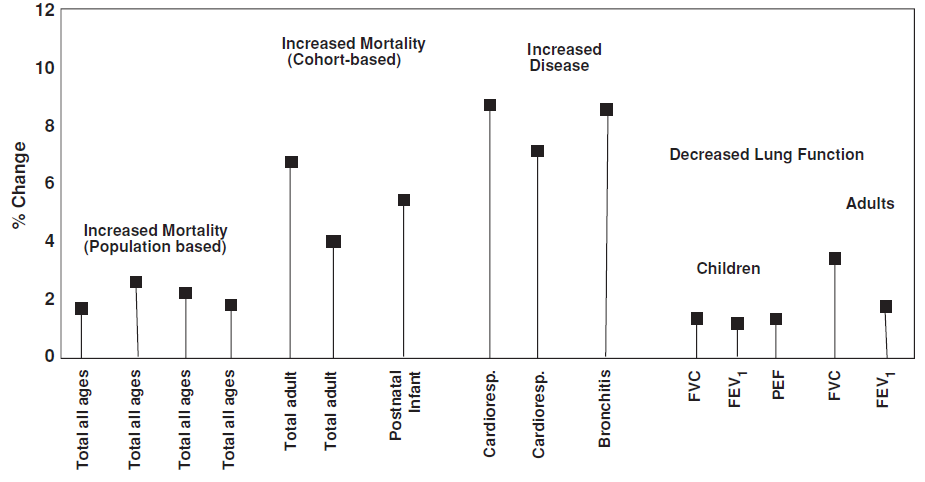 12
10
8
6
4
2
0
% Change
Increased Mortality
(Population based)
Increased Mortality
(Cohort-based)
Increased
Disease
Decreased Lung Function
Children
Adults
Total all ages
Total all ages
Total all ages
Total all ages
Total adult
Total adult
Postnatal
Infant
Cardioresp.
Cardioresp.
Bronchitis
FVC
FEV₁
PEF
FVC
FEV₁